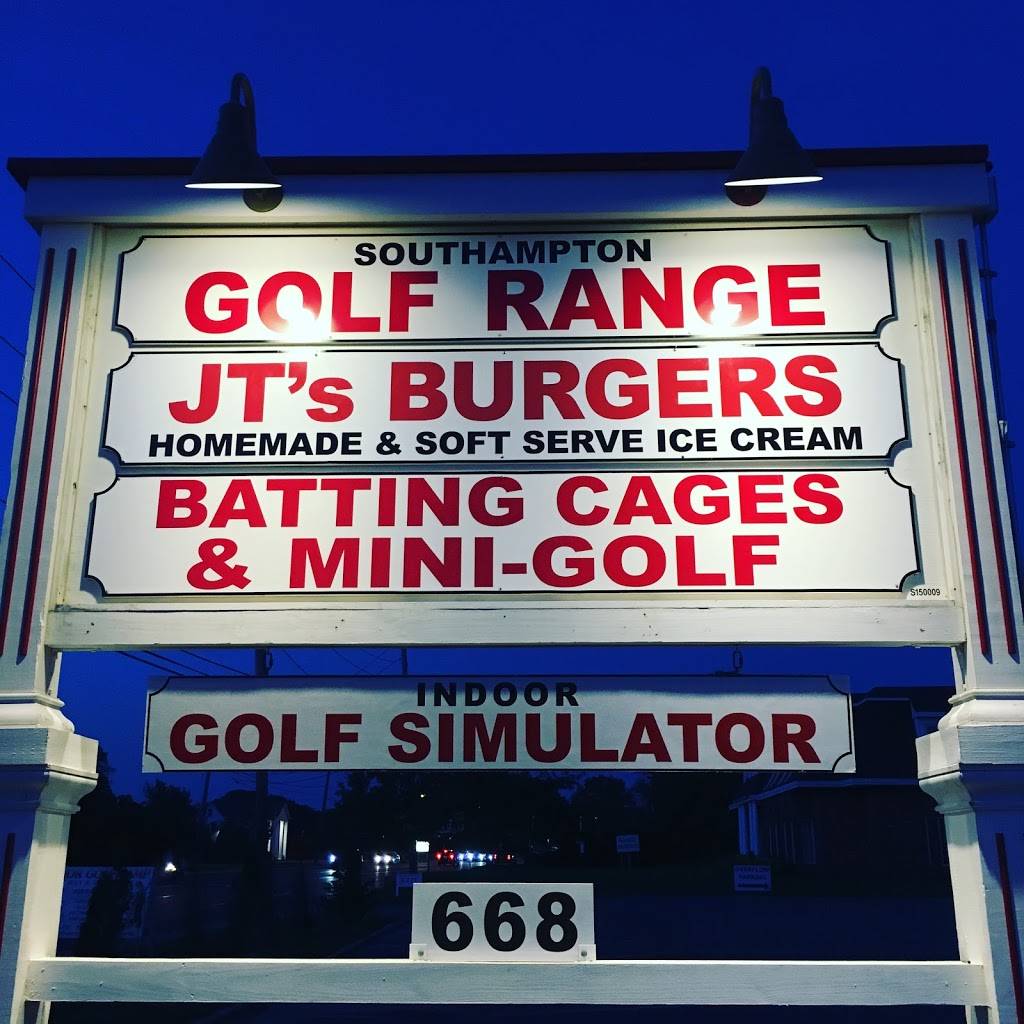 SOUTHAMPTON
GOLF RANGE
JT's BURGERS
HOMEMADE & SOFT SERVE ICE CREAM
BATTING CAGES
& MINI-GOLF
S150009
INDOOR
GOLF SIMULATOR
668